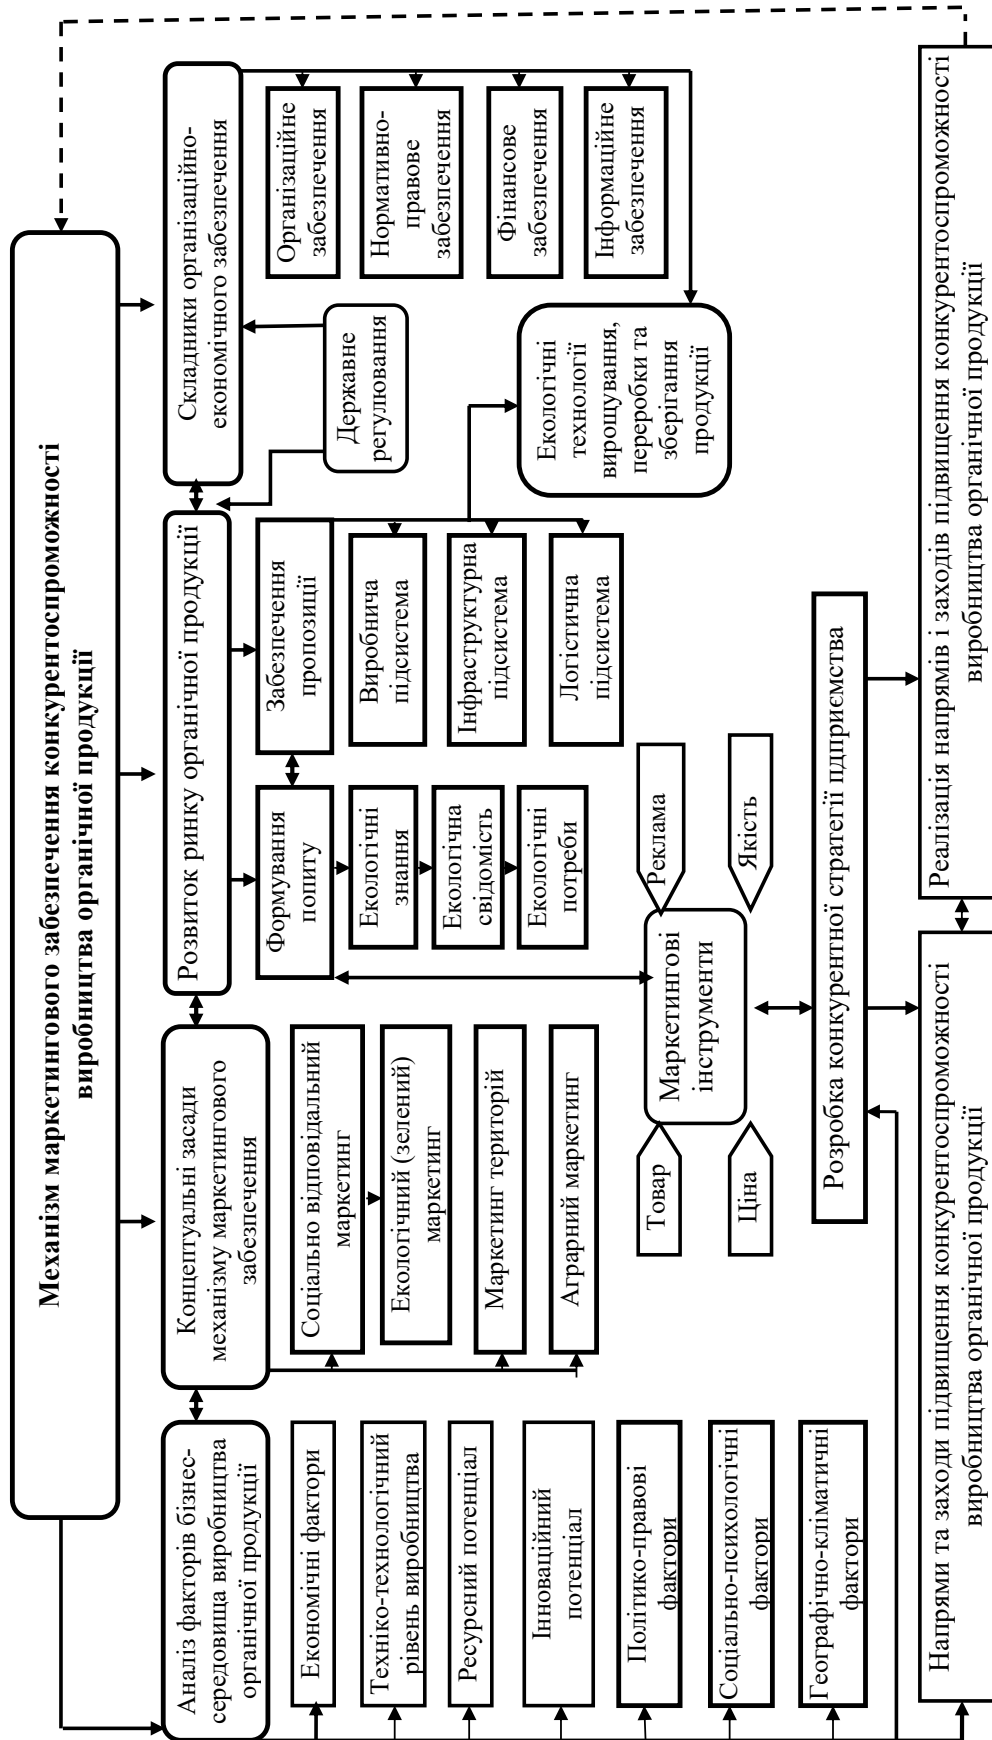 Механізм маркетингового забезпечення конкурентоспроможності
виробництва органічної продукції
Аналіз факторів бізнес-
середовища виробництва
органічної продукції
Економічні фактори
Техніко-технологічний
рівень виробництва
Ресурсний потенціал
Інноваційний
потенціал
Політико-правові
фактори
Соціально-психологічні
фактори
Географічно-кліматичні
фактори
Концептуальні засади
механізму маркетингового
забезпечення
Соціально відповідальний
маркетинг
Екологічний (зелений)
маркетинг
Маркетинг територій
Аграрний маркетинг
Розвиток ринку органічної продукції
Формування
попиту
Екологічні
знання
Екологічна
свідомість
Екологічні
потреби
Забезпечення
пропозиції
Виробнича
підсистема
Інфраструктурна
підсистема
Логістична
підсистема
Складники організаційно-
економічного забезпечення
Організаційне
забезпечення
Нормативно-
правове
забезпечення
Фінансове
забезпечення
Інформаційне
забезпечення
Державне
регулювання
Екологічні
технології
вирощування,
переробки та
зберігання
продукції
Товар
Ціна
Маркетингові
інструменти
Реклама
Якість
Розробка конкурентної стратегії пдприємства
Напрями та заходи підвищення конкурентоспроможності
виробництва органічної продукції
Реалізація напрямів і заходів підвищення конкурентоспроможності
виробництва органічної продукції